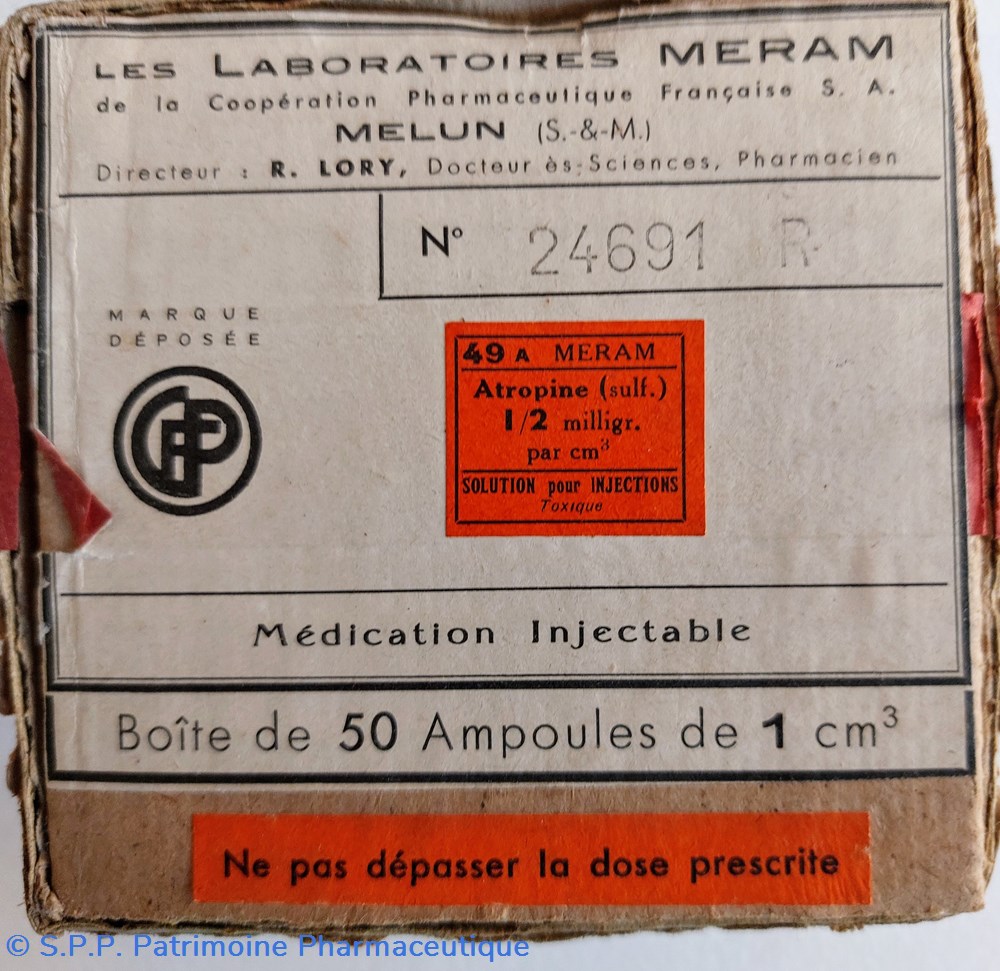 LES LABORATOIRES MERAM
de la Coopération Pharmaceutique Française S. A.
MELUN (S.-&-M.)
Directeur : R. LORY, Docteur ès-Sciences, Pharmacien
N° 24691 R
MARQUE
DÉPOSÉE
CFP
49 A MERAM
Atropine (sulf.)
1/2 milligr.
par cm³
SOLUTION pour INJECTIONS
Toxique
Médication Injectable
Boîte de 50 Ampoules de 1 cm³
Ne pas dépasser la dose prescrite
© S.P.P. Patrimoine Pharmaceutique